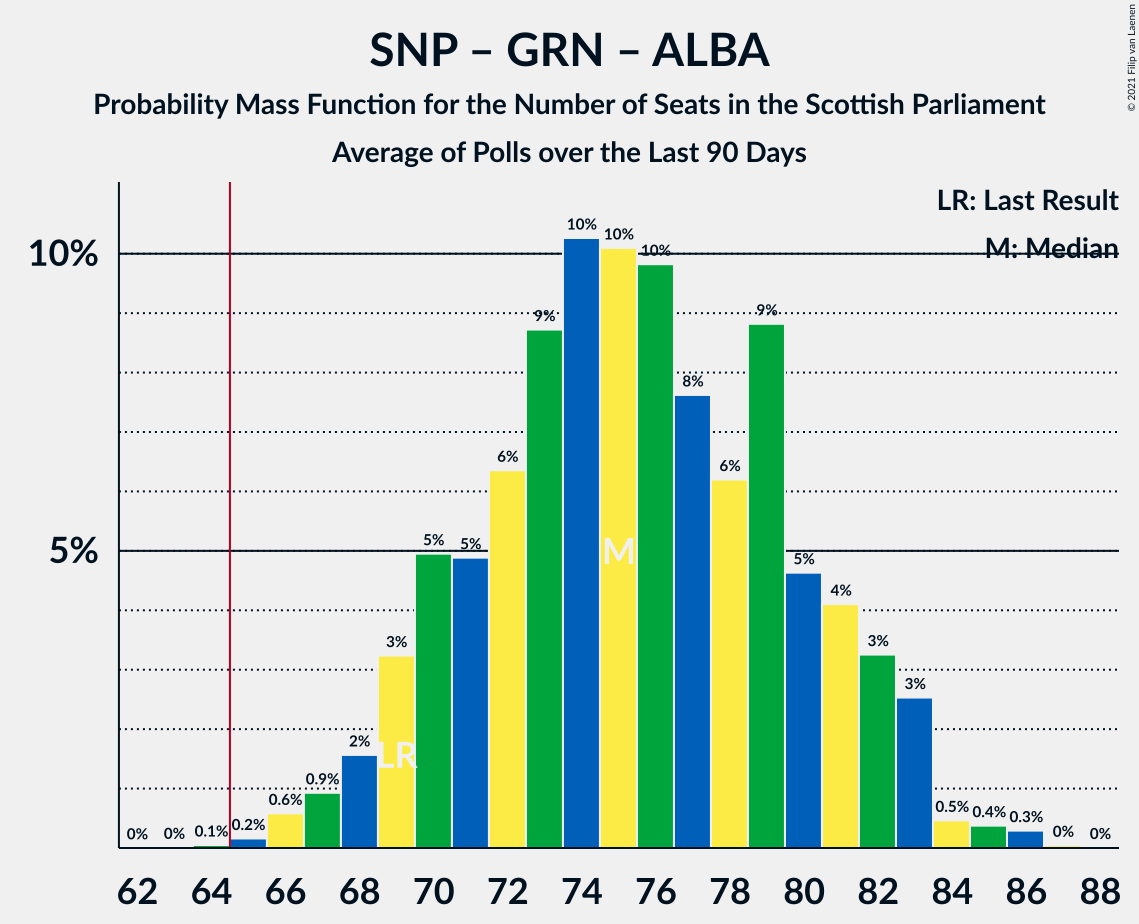 SNP – GRN – ALBA
Probability Mass Function for the Number of Seats in the Scottish Parliament
Average of Polls over the Last 90 Days
© 2021 Filip van Laenen
LR: Last Result
M: Median
10%
5%
0% 0% 0.1% 0.2% 0.6% 0.9% 2% 3% 5% 5% 6% 9% 10% 10% 10% 8% 6% 9% 5% 4% 3% 3% 0.5% 0.4% 0.3% 0% 0%
M
LR
62 64 66 68 70 72 74 76 78 80 82 84 86 88